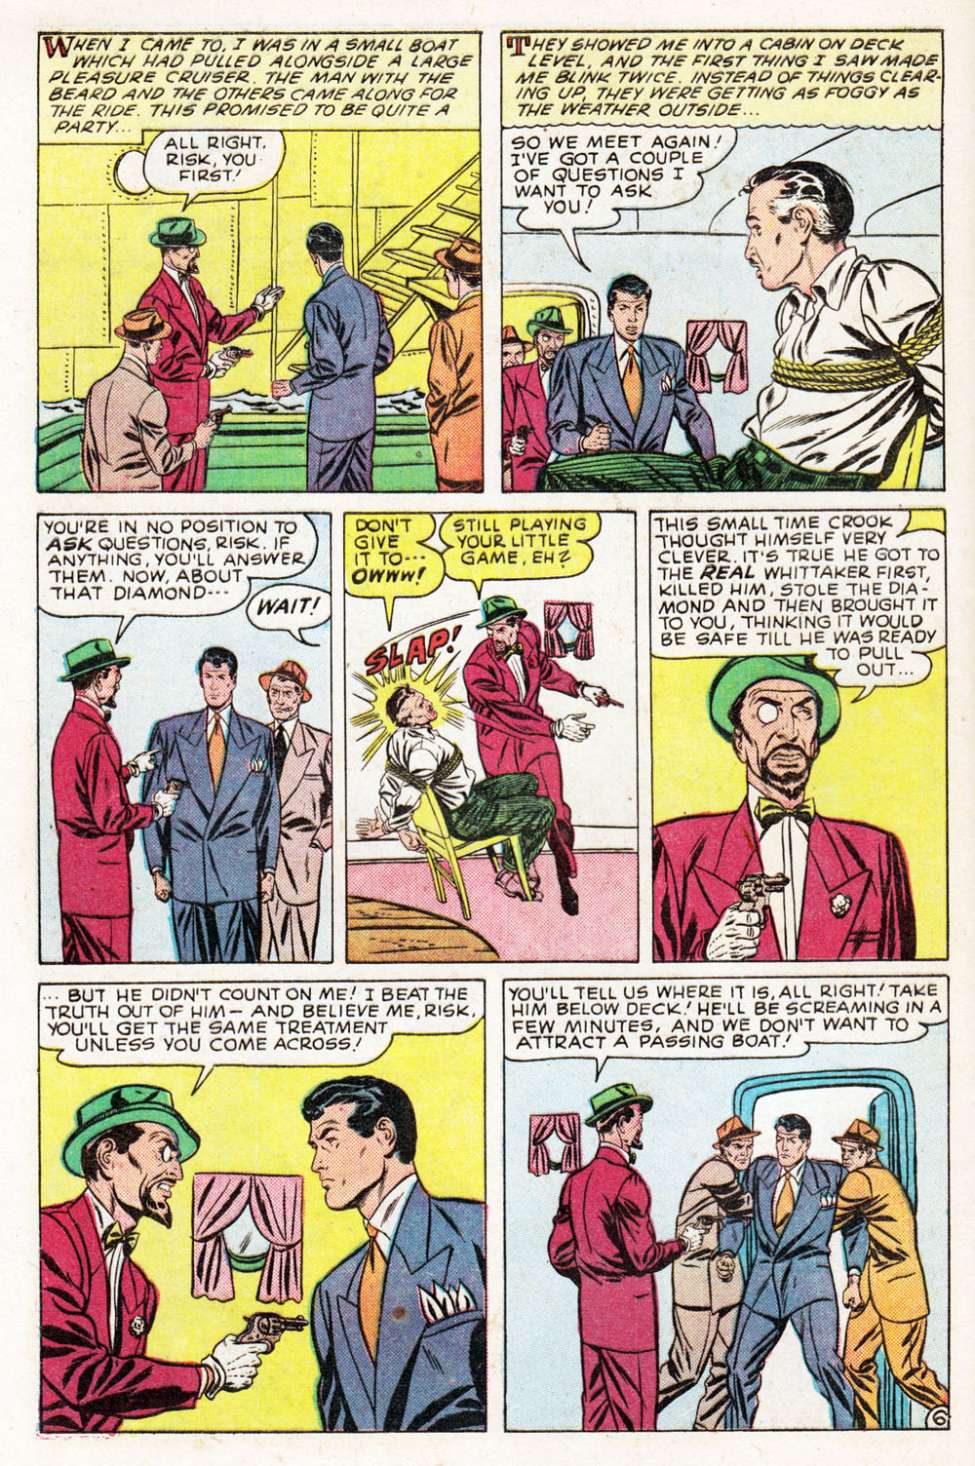 WHEN I CAME TO, I WAS IN A SMALL BOAT
WHICH HAD PULLED ALONGSIDE A LARGE
PLEASURE CRUISER. THE MAN WITH THE
BEARD AND THE OTHERS CAME ALONG FOR
THE RIDE. THIS PROMISED TO BE QUITE A
PARTY...
ALL RIGHT,
RISK, YOU
FIRST!
THEY SHOWED ME INTO A CABIN ON DECK
LEVEL, AND THE FIRST THING I SAW MADE
ME BLINK TWICE. INSTEAD OF THINGS CLEAR-
ING UP, THEY WERE GETTING AS FOGGY AS
THE WEATHER OUTSIDE...
SO WE MEET AGAIN!
I'VE GOT A COUPLE
OF QUESTIONS I
WANT TO ASK
YOU!
YOU'RE IN NO POSITION TO
ASK QUESTIONS, RISK. IF
ANYTHING, YOU'LL ANSWER
THEM. NOW, ABOUT
THAT DIAMOND---
WAIT!
DON'T
GIVE
IT TO---
OWWW!
STILL PLAYING
YOUR LITTLE
GAME, EH?
SLAP!
THIS SMALL TIME CROOK
THOUGHT HIMSELF VERY
CLEVER. IT'S TRUE HE GOT TO
THE REAL WHITTAKER FIRST,
KILLED HIM, STOLE THE DIA-
MOND AND THEN BROUGHT IT
TO YOU, THINKING IT WOULD
BE SAFE TILL HE WAS READY
TO PULL
OUT...
... BUT HE DIDN'T COUNT ON ME! I BEAT THE
TRUTH OUT OF HIM — AND BELIEVE ME, RISK,
YOU'LL GET THE SAME TREATMENT
UNLESS YOU COME ACROSS!
YOU'LL TELL US WHERE IT IS, ALL RIGHT! TAKE
HIM BELOW DECK! HE'LL BE SCREAMING IN A
FEW MINUTES, AND WE DON'T WANT TO
ATTRACT A PASSING BOAT!
6